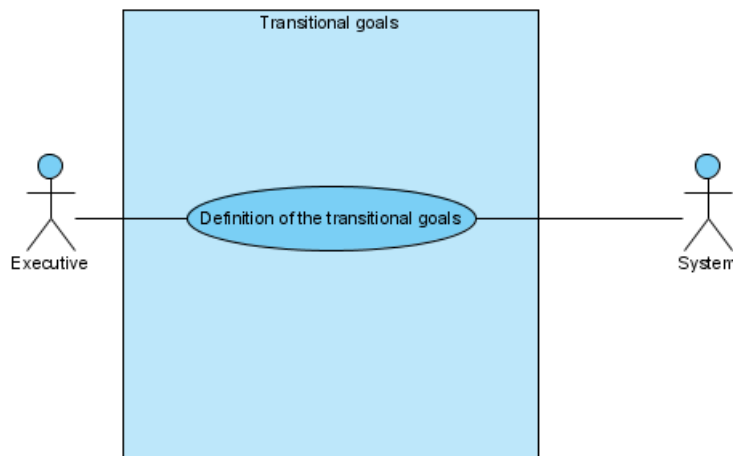 Transitional goals
Definition of the transitional goals
Executive
System